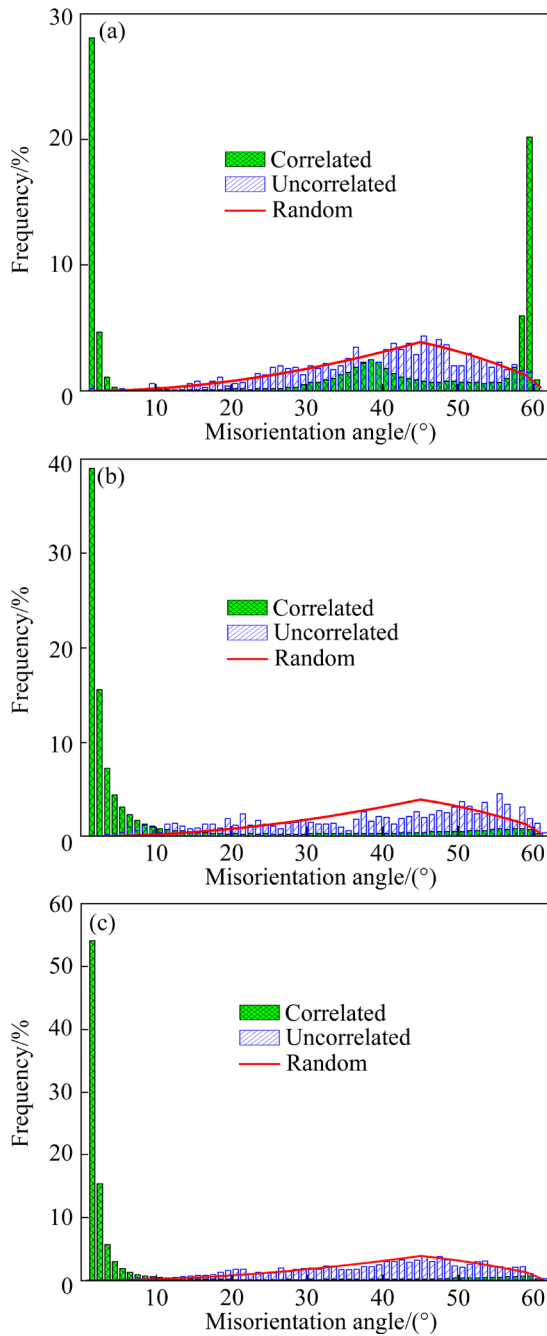 (a)
30
20
10
0
Frequency/%
Correlated
Uncorrelated
Random
10 20 30 40 50 60
Misorientation angle/(°)
(b)
40
30
20
10
0
Frequency/%
Correlated
Uncorrelated
Random
10 20 30 40 50 60
Misorientation angle/(°)
(c)
60
50
40
30
20
10
0
Frequency/%
Correlated
Uncorrelated
Random
10 20 30 40 50 60
Misorientation angle/(°)